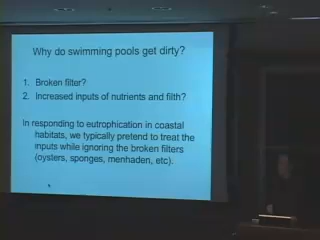 Why do swimming pools get dirty?
1. Broken filter?
2. Increased inputs of nutrients and filth?
In responding to eutrophication in coastal
habitats, we typically pretend to treat the
inputs while ignoring the broken filters
(oysters, sponges, menhaden, etc).